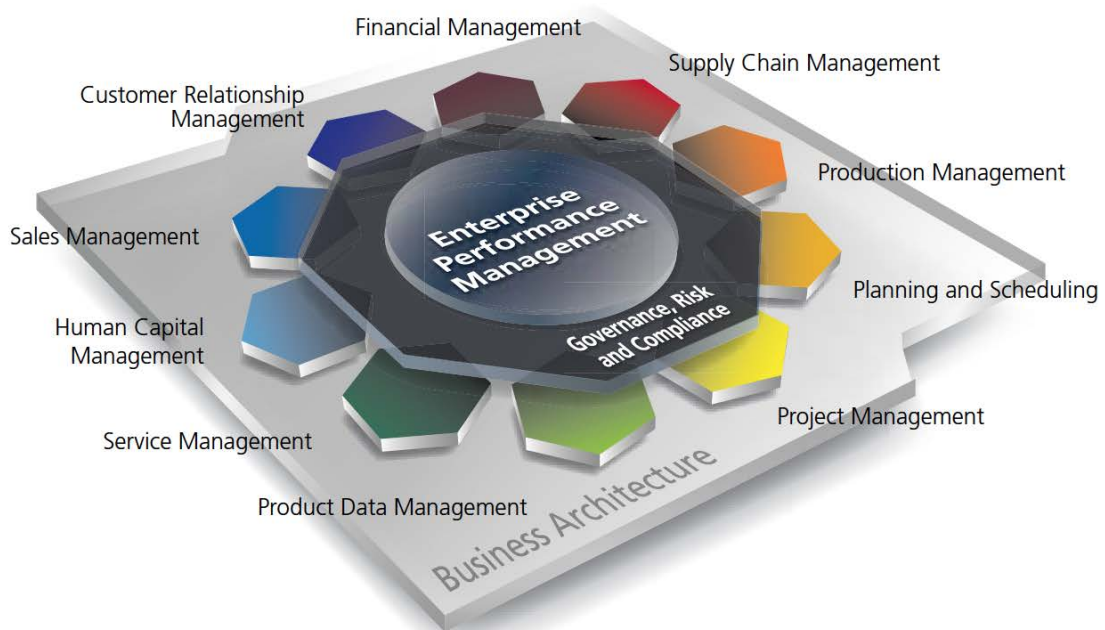 Financial Management
Supply Chain Management
Customer Relationship
Management
Production Management
Sales Management
Enterprise
Performance
Management
Planning and Scheduling
Governance, Risk
and Compliance
Human Capital
Management
Project Management
Service Management
Product Data Management
Business Architecture